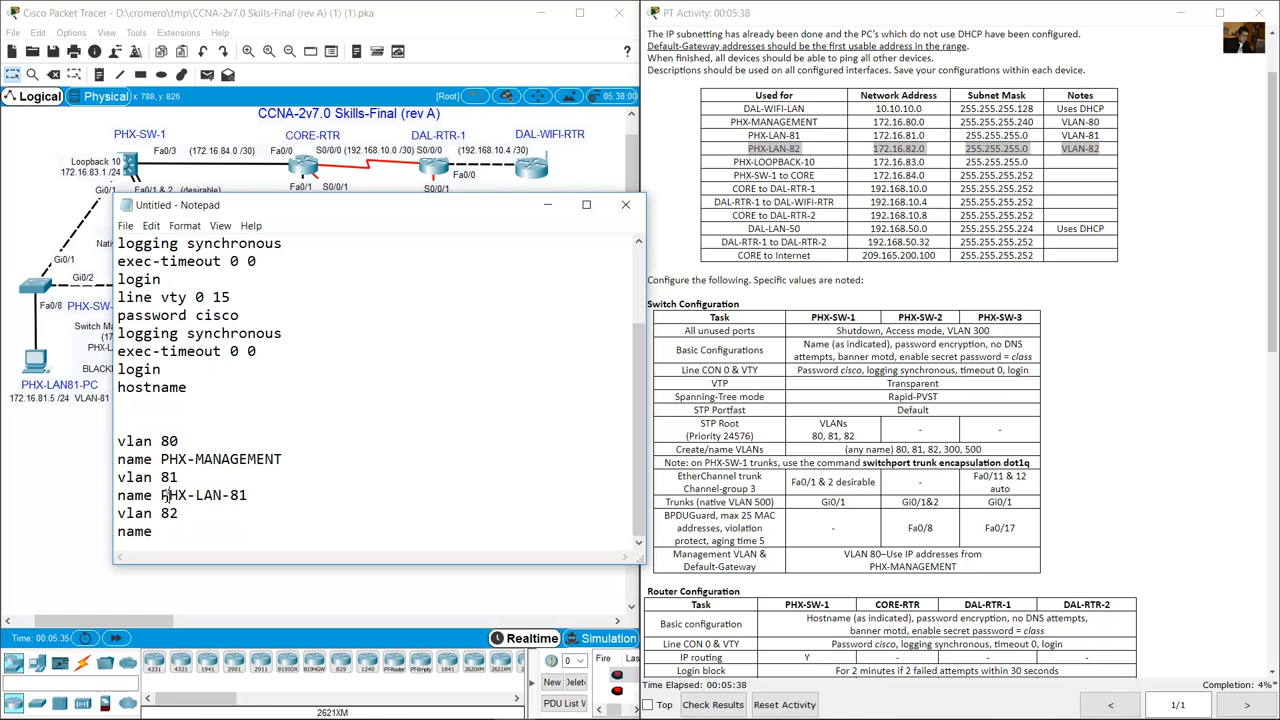 Cisco Packet Tracer - D:\cromero\tmp\CCNA-2v7.0 Skills-Final (rev A) (1) (1).pka
File Edit Options View Tools Extensions Help
Logical Physical x: 788, y: 826 [Root] 05:38:00
CCNA-2v7.0 Skills-Final (rev A)
PHX-SW-1 CORE-RTR DAL-RTR-1 DAL-WIFI-RTR
Fa0/3 (172.16.84.0 /30) S0/0/0 (192.168.10.0 /30) S0/0/0 (192.168.10.4 /30)
Loopback 10
172.16.83.1 /24
Fa0/0
Fa0/1 & 2 (desirable) Fa0/1 S0/0/1 S0/0/1
Gi0/1
Gi0/2
Fa0/8
PHX-LAN81-PC
172.16.81.5 /24 VLAN-81
Untitled - Notepad
File Edit Format View Help
logging synchronous
exec-timeout 0 0
login
line vty 0 15
password cisco
logging synchronous
exec-timeout 0 0
login
hostname
vlan 80
name PHX-MANAGEMENT
vlan 81
name PHX-LAN-81
vlan 82
name
Time: 00:05:35 Realtime Simulation
4331 4321 1941 2901 2911 819IOX 819HGW 829 1240 PT-Router PT-Empty 1841 2620XM 2621XM
2621XM
0 Fire Las
New
PDU List W
PT Activity: 00:05:38
The IP subnetting has already been done and the PC's which do not use DHCP have been configured.
Default-Gateway addresses should be the first usable address in the range.
When finished, all devices should be able to ping all other devices.
Descriptions should be used on all configured interfaces. Save your configurations within each device.
Used for Network Address Subnet Mask Notes
DAL-WIFI-LAN 10.10.10.0 255.255.255.128 Uses DHCP
PHX-MANAGEMENT 172.16.80.0 255.255.255.240 VLAN-80
PHX-LAN-81 172.16.81.0 255.255.255.0 VLAN-81
PHX-LAN-82 172.16.82.0 255.255.255.0 VLAN-82
PHX-LOOPBACK-10 172.16.83.0 255.255.255.0
PHX-SW-1 to CORE 172.16.84.0 255.255.255.252
CORE to DAL-RTR-1 192.168.10.0 255.255.255.252
DAL-RTR-1 to DAL-WIFI-RTR 192.168.10.4 255.255.255.252
CORE to DAL-RTR-2 192.168.10.8 255.255.255.252
DAL-LAN-50 192.168.50.0 255.255.255.224 Uses DHCP
DAL-RTR-1 to DAL-RTR-2 192.168.50.32 255.255.255.252
CORE to Internet 209.165.200.100 255.255.255.252
Configure the following. Specific values are noted:
Switch Configuration
Task PHX-SW-1 PHX-SW-2 PHX-SW-3
All unused ports Shutdown, Access mode, VLAN 300
Basic Configurations Name (as indicated), password encryption, no DNS attempts, banner motd, enable secret password = class
Line CON 0 & VTY Password cisco, logging synchronous, timeout 0, login
VTP Transparent
Spanning-Tree mode Rapid-PVST
STP Portfast Default
STP Root (Priority 24576) VLANs 80, 81, 82 - -
Create/name VLANs (any name) 80, 81, 82, 300, 500
Note: on PHX-SW-1 trunks, use the command switchport trunk encapsulation dot1q
EtherChannel trunk Channel-group 3 Fa0/1 & 2 desirable Fa0/11 & 12 auto
Trunks (native VLAN 500) Gi0/1 Gi0/1&2 Gi0/1
BPDUGuard, max 25 MAC addresses, violation protect, aging time 5 - Fa0/8 Fa0/17
Management VLAN & Default-Gateway VLAN 80–Use IP addresses from PHX-MANAGEMENT
Router Configuration
Task PHX-SW-1 CORE-RTR DAL-RTR-1 DAL-RTR-2
Basic configuration Hostname (as indicated), password encryption, no DNS attempts, banner motd, enable secret password = class
Line CON 0 & VTY Password cisco, logging synchronous, timeout 0, login
IP routing Y - - -
Login block For 2 minutes if 2 failed attempts within 30 seconds
Time Elapsed: 00:05:38 Completion: 4%
Top Check Results Reset Activity < 1/1 >